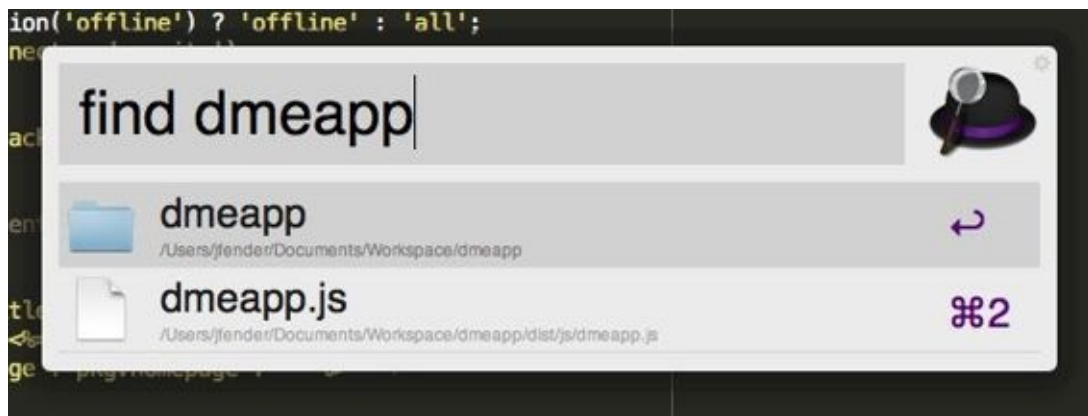 ion('offline') ? 'offline' : 'all';
find dmeapp
dmeapp
↩
/Users/jfender/Documents/Workspace/dmeapp
dmeapp.js
⌘2
/Users/jfender/Documents/Workspace/dmeapp/dist/js/dmeapp.js